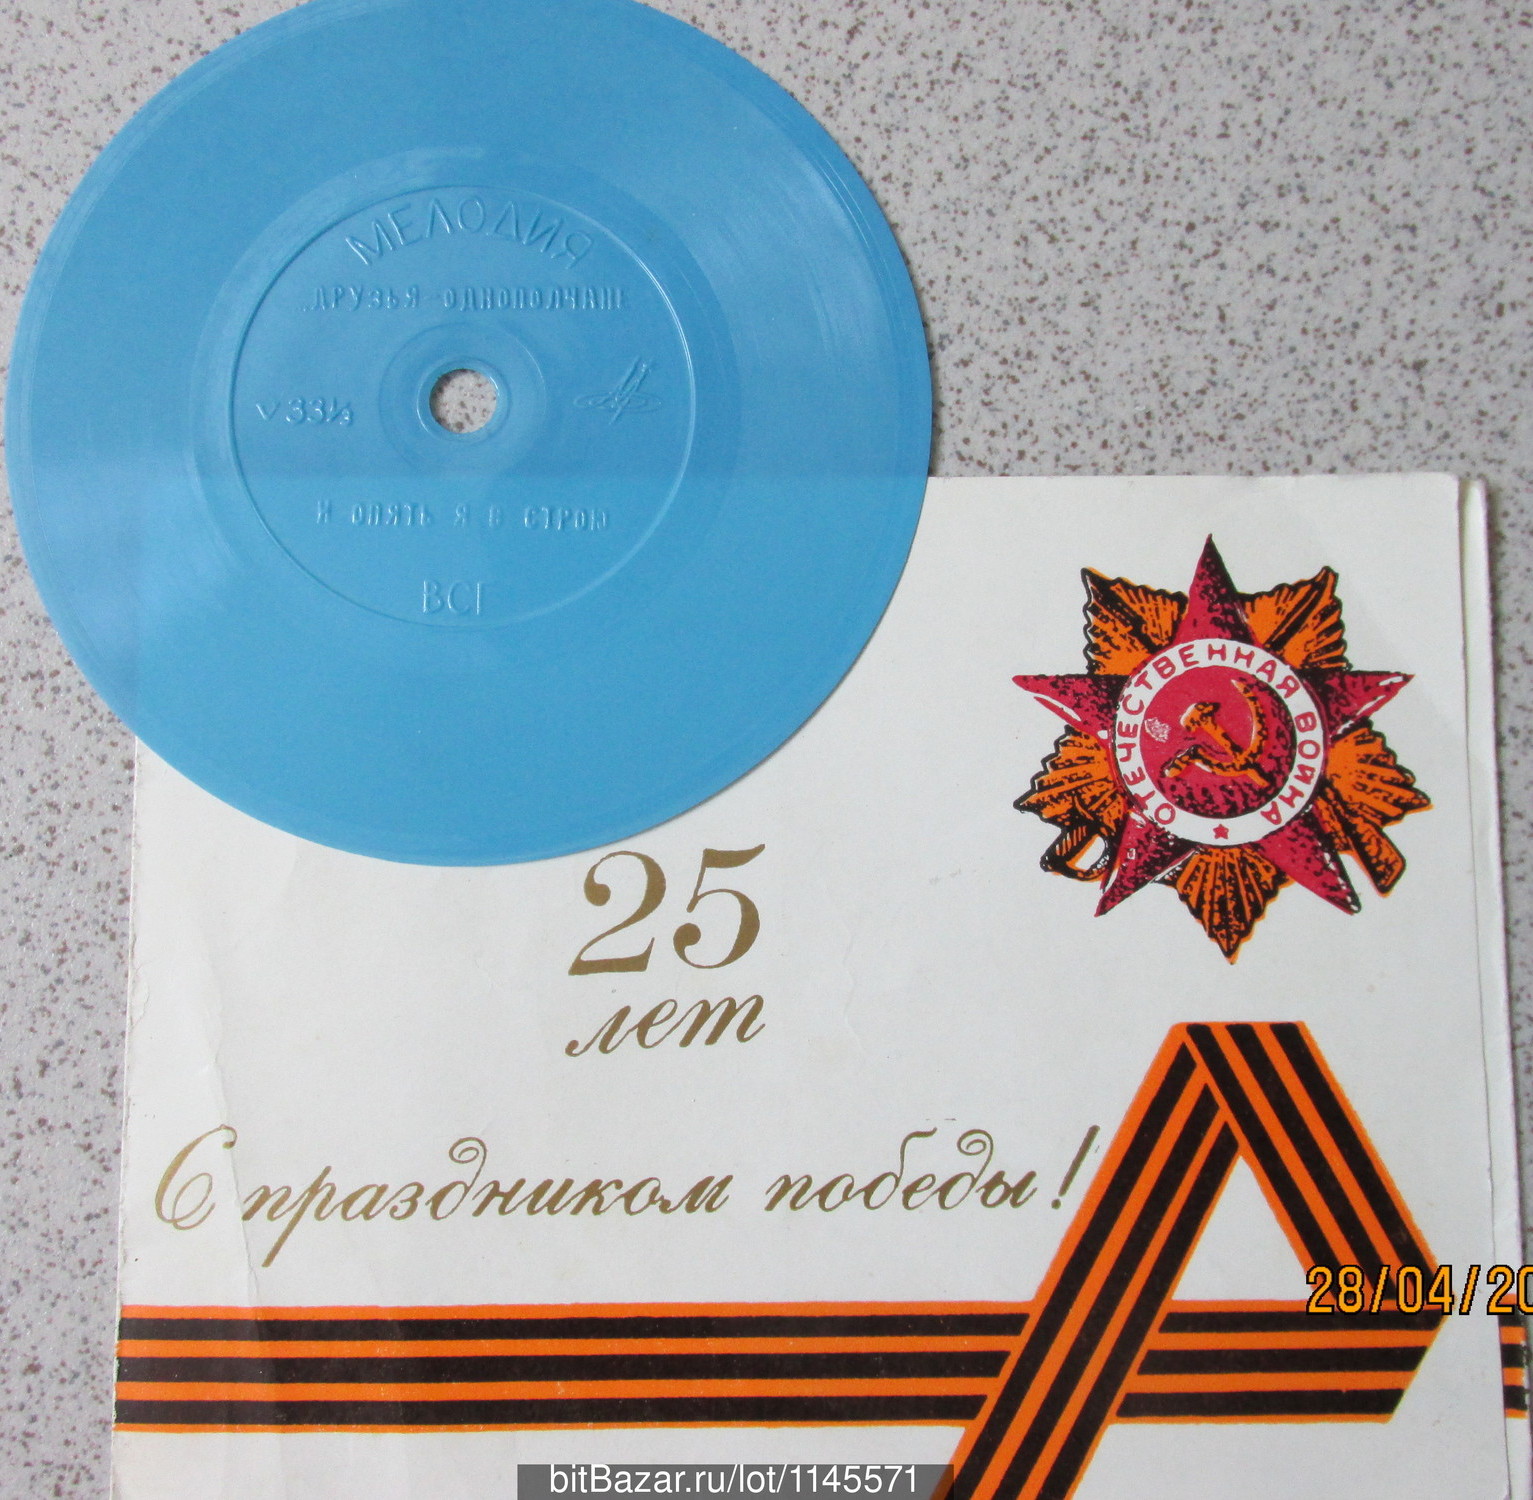 МЕЛОДИЯ
„ДРУЗЬЯ-ОДНОПОЛЧАНЕ
V 33⅓
И ОПЯТЬ Я В СТРОЮ
ВСГ
ОТЕЧЕСТВЕННАЯ ВОЙНА
25
лет
С праздником победы!
28/04/20
bitBazar.ru/lot/1145571